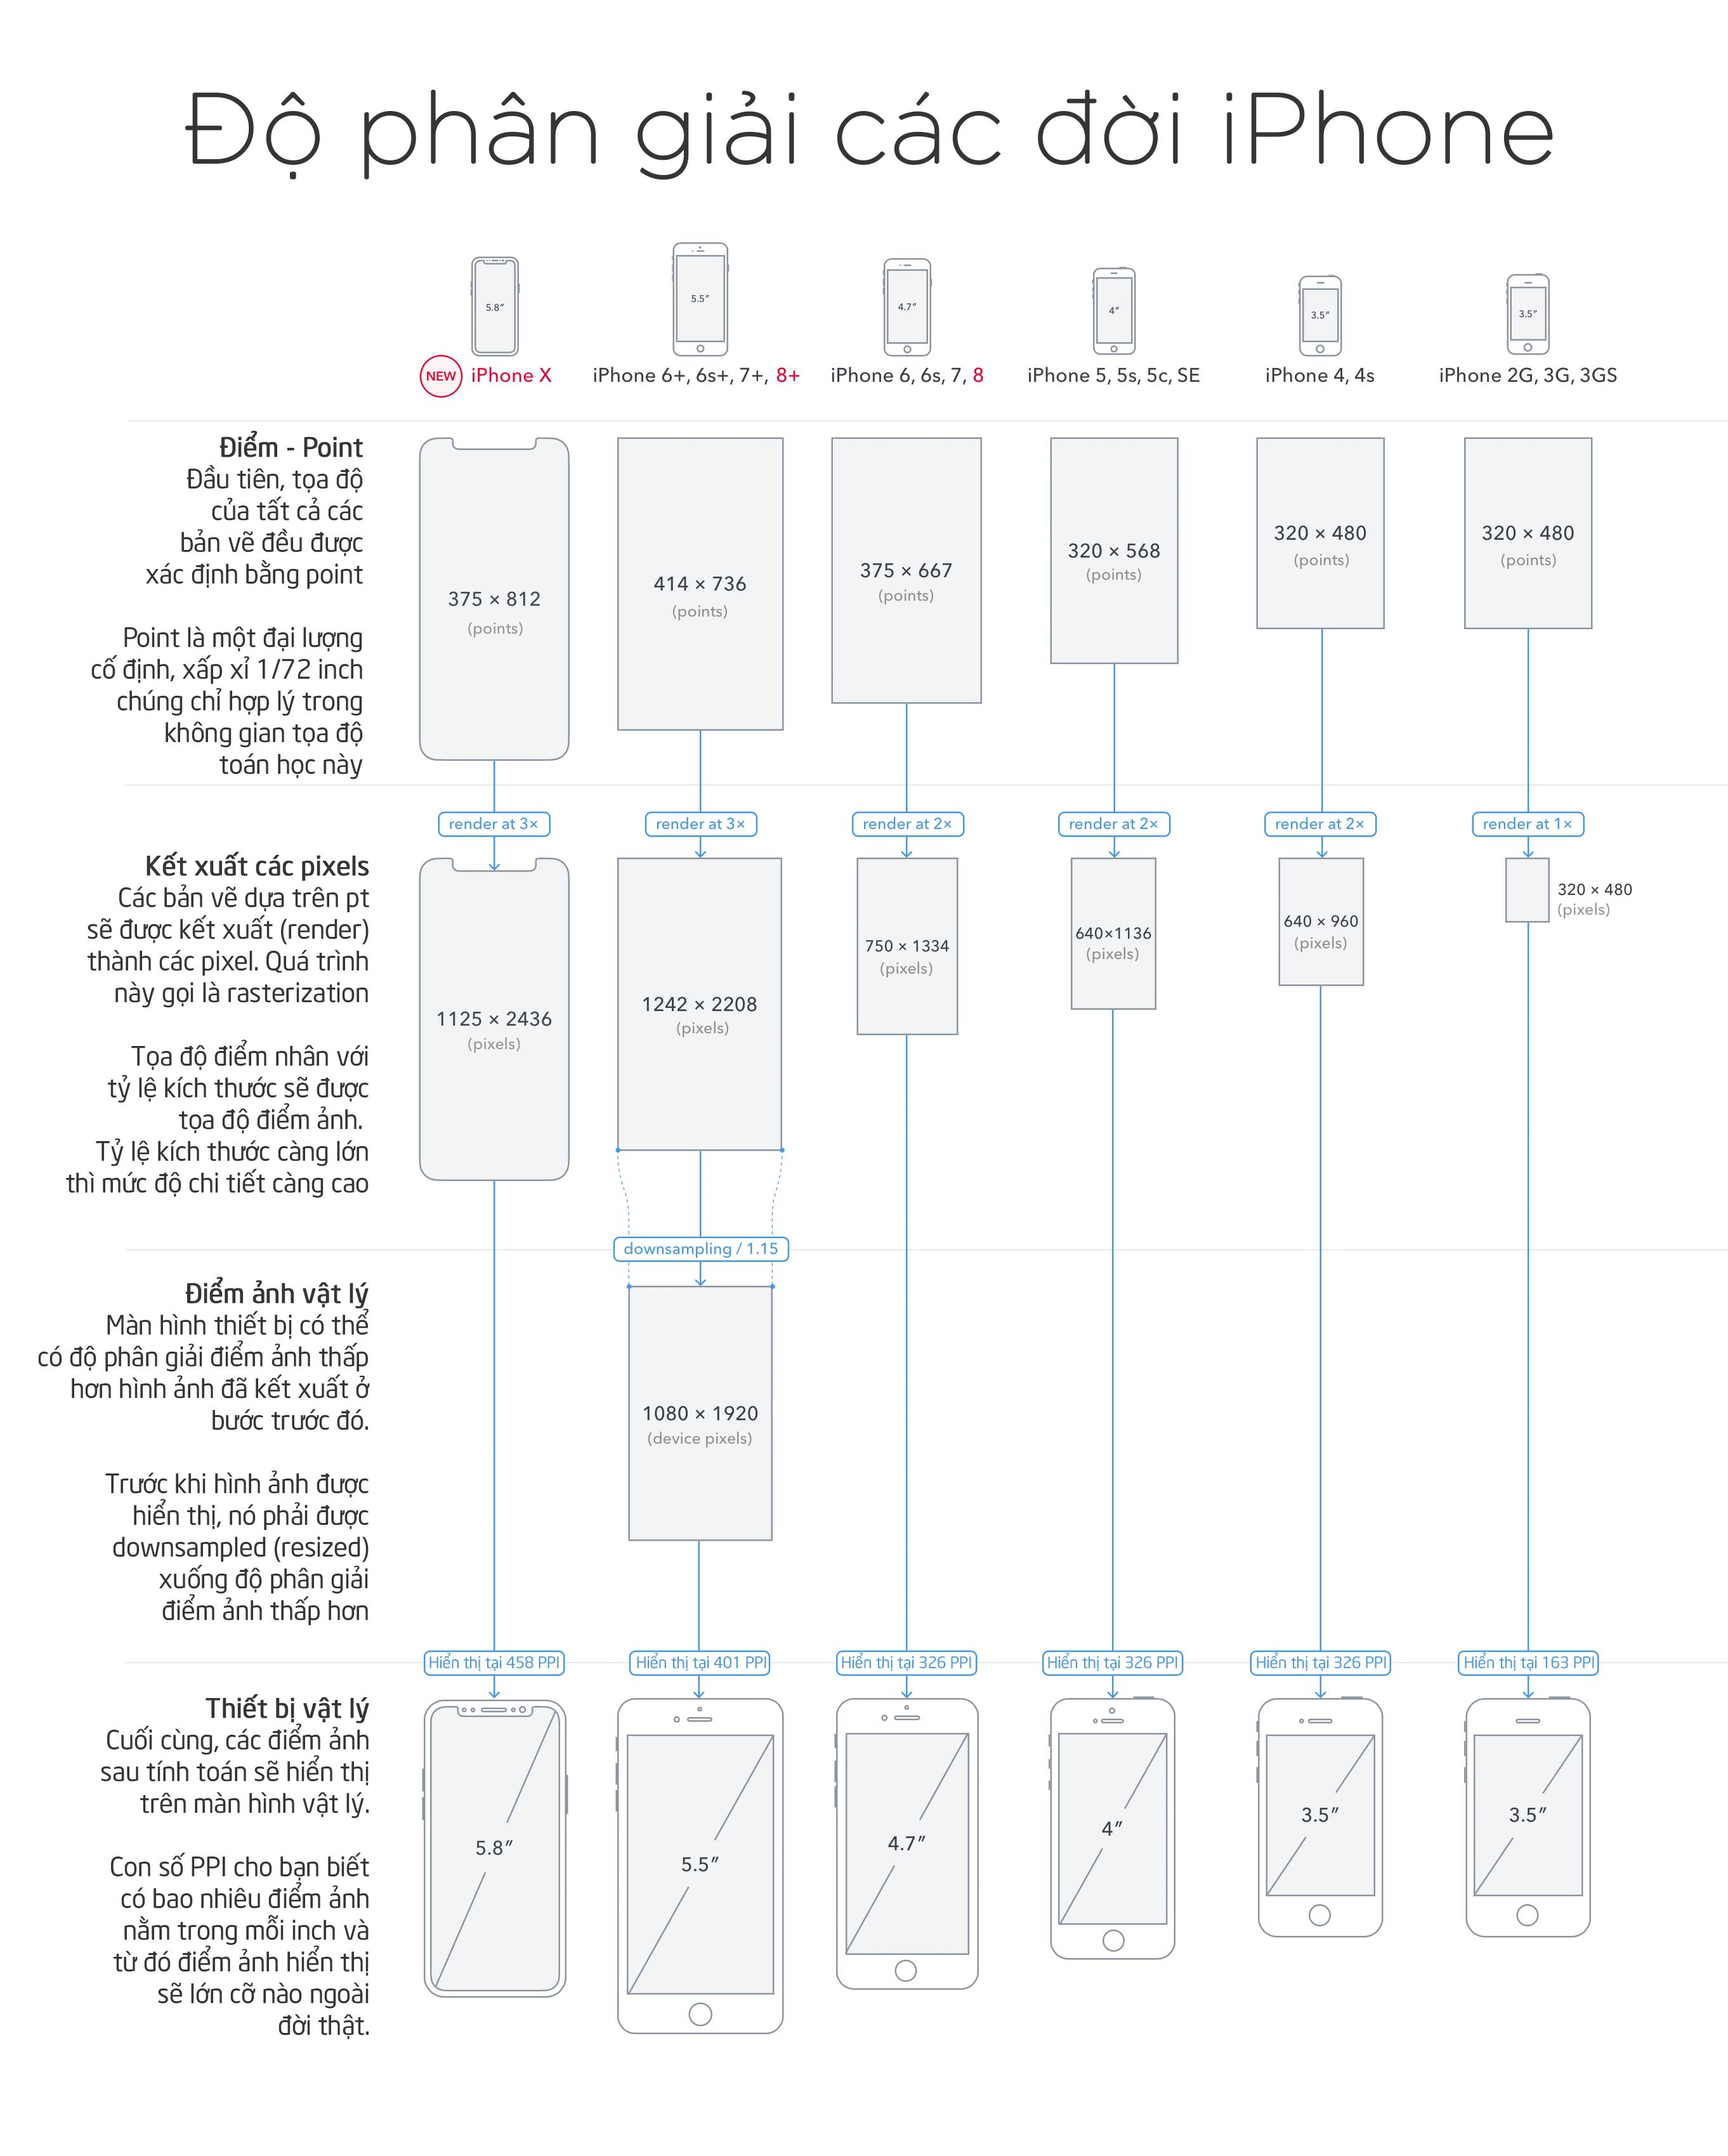 Độ phân giải các đời iPhone
5.8”
5.5”
4.7”
4”
3.5”
3.5”
NEW iPhone X
iPhone 6+, 6s+, 7+, 8+
iPhone 6, 6s, 7, 8
iPhone 5, 5s, 5c, SE
iPhone 4, 4s
iPhone 2G, 3G, 3GS
Điểm - Point
Đầu tiên, tọa độ
của tất cả các
bản vẽ đều được
xác định bằng point
Point là một đại lượng
cố định, xấp xỉ 1/72 inch
chúng chỉ hợp lý trong
không gian tọa độ
toán học này
375 × 812
(points)
414 × 736
(points)
375 × 667
(points)
320 × 568
(points)
320 × 480
(points)
320 × 480
(points)
render at 3×
render at 3×
render at 2×
render at 2×
render at 2×
render at 1×
Kết xuất các pixels
Các bản vẽ dựa trên pt
sẽ được kết xuất (render)
thành các pixel. Quá trình
này gọi là rasterization
Tọa độ điểm nhân với
tỷ lệ kích thước sẽ được
tọa độ điểm ảnh.
Tỷ lệ kích thước càng lớn
thì mức độ chi tiết càng cao
1125 × 2436
(pixels)
1242 × 2208
(pixels)
750 × 1334
(pixels)
640×1136
(pixels)
640 × 960
(pixels)
320 × 480
(pixels)
downsampling / 1.15
Điểm ảnh vật lý
Màn hình thiết bị có thể
có độ phân giải điểm ảnh thấp
hơn hình ảnh đã kết xuất ở
bước trước đó.
Trước khi hình ảnh được
hiển thị, nó phải được
downsampled (resized)
xuống độ phân giải
điểm ảnh thấp hơn
1080 × 1920
(device pixels)
Hiển thị tại 458 PPI
Hiển thị tại 401 PPI
Hiển thị tại 326 PPI
Hiển thị tại 326 PPI
Hiển thị tại 326 PPI
Hiển thị tại 163 PPI
Thiết bị vật lý
Cuối cùng, các điểm ảnh
sau tính toán sẽ hiển thị
trên màn hình vật lý.
Con số PPI cho bạn biết
có bao nhiêu điểm ảnh
nằm trong mỗi inch và
từ đó điểm ảnh hiển thị
sẽ lớn cỡ nào ngoài
đời thật.
5.8”
5.5”
4.7”
4”
3.5”
3.5”